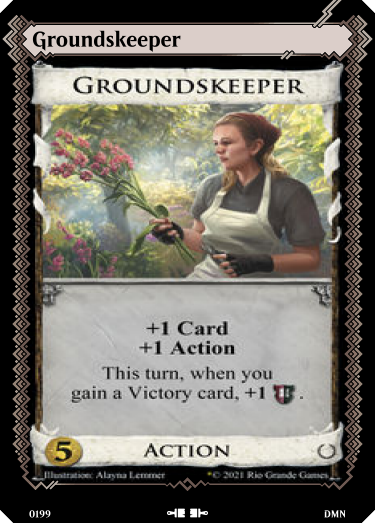 Groundskeeper
GROUNDSKEEPER
+1 Card
+1 Action
This turn, when you
gain a Victory card, +1 .
5
ACTION
Illustration: Alayna Lemmer *© 2021 Rio Grande Games
0199 DMN